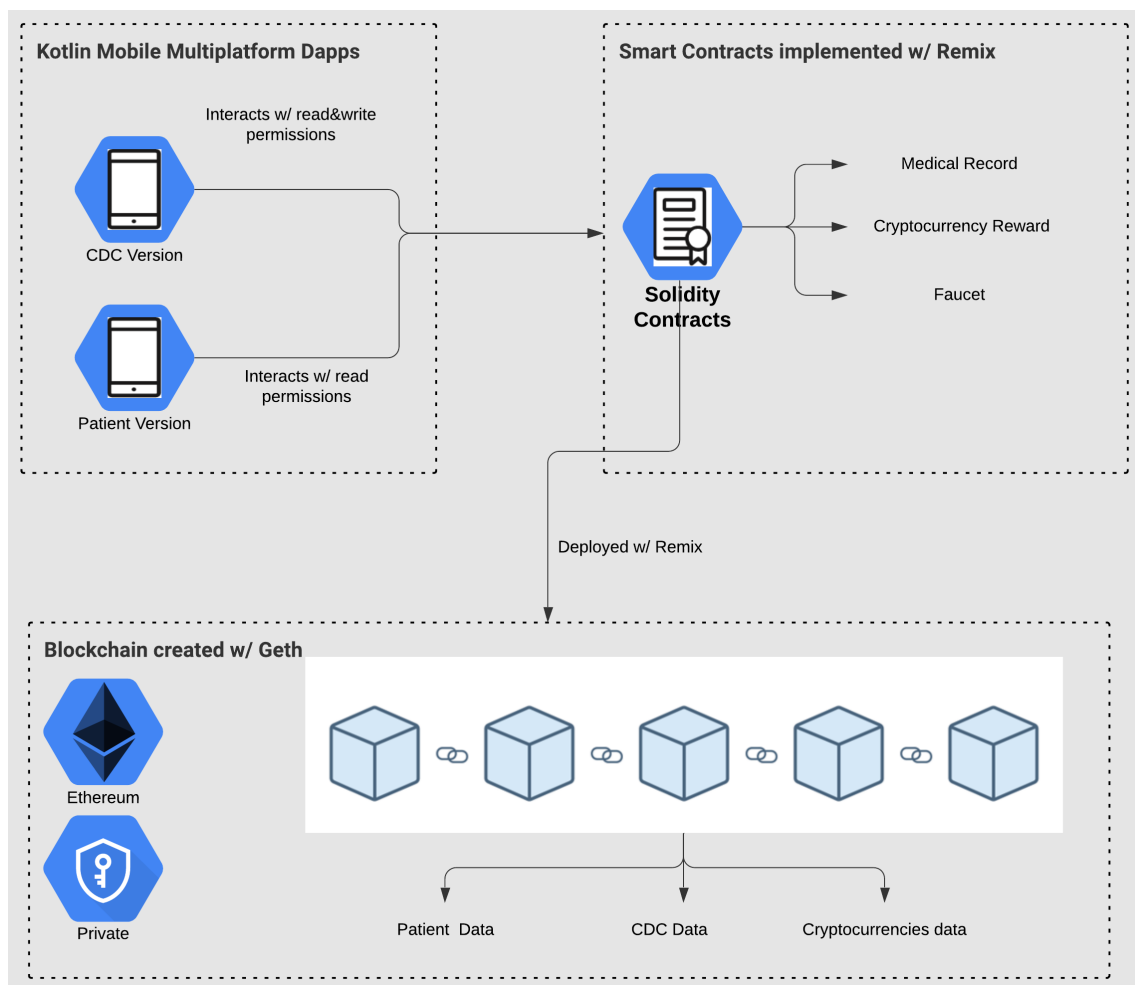 Kotlin Mobile Multiplatform Dapps
Interacts w/ read&write
permissions
CDC Version
Interacts w/ read
permissions
Patient Version
Smart Contracts implemented w/ Remix
Solidity
Contracts
Medical Record
Cryptocurrency Reward
Faucet
Deployed w/ Remix
Blockchain created w/ Geth
Ethereum
Private
Patient  Data
CDC Data
Cryptocurrencies data